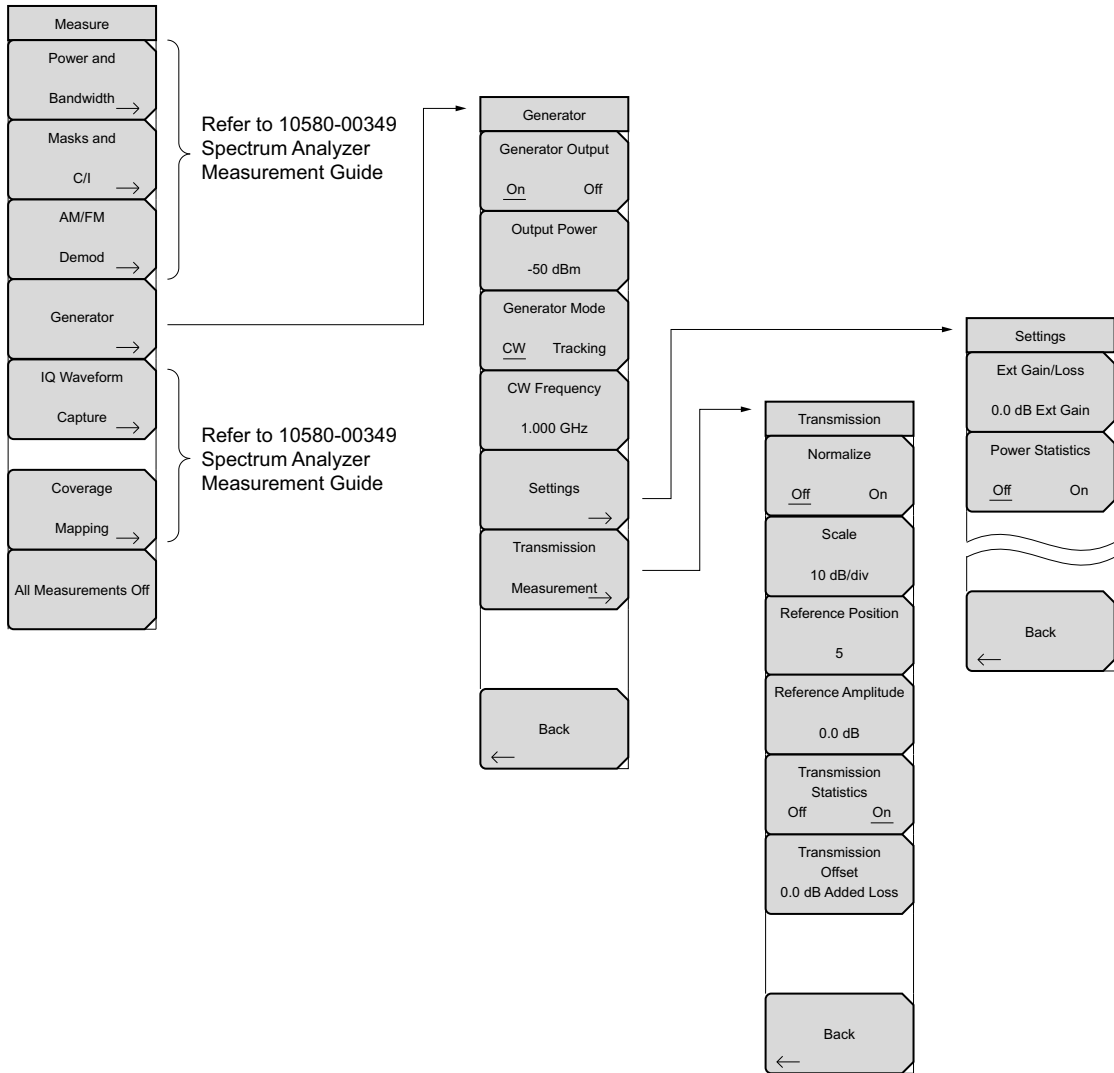 Measure
Power and
Bandwidth
Masks and
C/I
AM/FM
Demod
Generator
IQ Waveform
Capture
Coverage
Mapping
All Measurements Off
Refer to 10580-00349
Spectrum Analyzer
Measurement Guide
Refer to 10580-00349
Spectrum Analyzer
Measurement Guide
Generator
Generator Output
On Off
Output Power
-50 dBm
Generator Mode
CW Tracking
CW Frequency
1.000 GHz
Settings
Transmission
Measurement
Back
Transmission
Normalize
Off On
Scale
10 dB/div
Reference Position
5
Reference Amplitude
0.0 dB
Transmission
Statistics
Off On
Transmission
Offset
0.0 dB Added Loss
Back
Settings
Ext Gain/Loss
0.0 dB Ext Gain
Power Statistics
Off On
Back